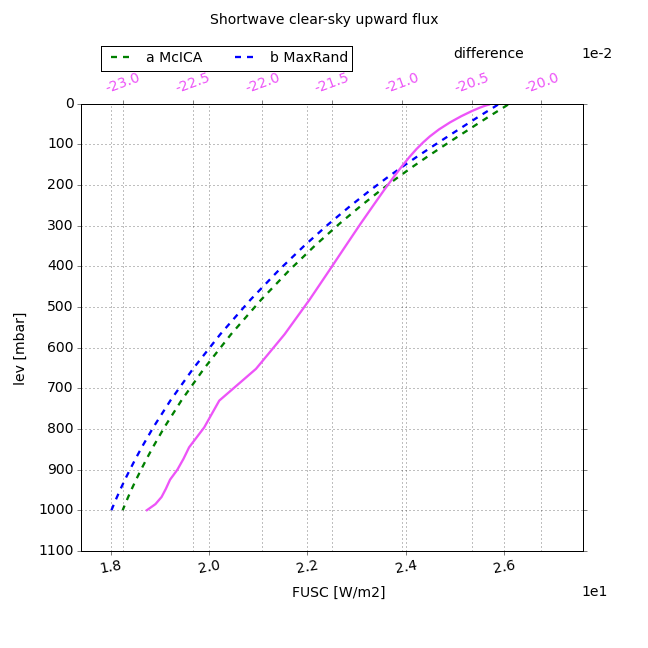 Shortwave clear-sky upward flux
a McICA b MaxRand difference 1e-2
-23.0 -22.5 -22.0 -21.5 -21.0 -20.5 -20.0
0
100
200
300
400
500
600
700
800
900
1000
1100
lev [mbar]
1.8 2.0 2.2 2.4 2.6
FUSC [W/m2] 1e1